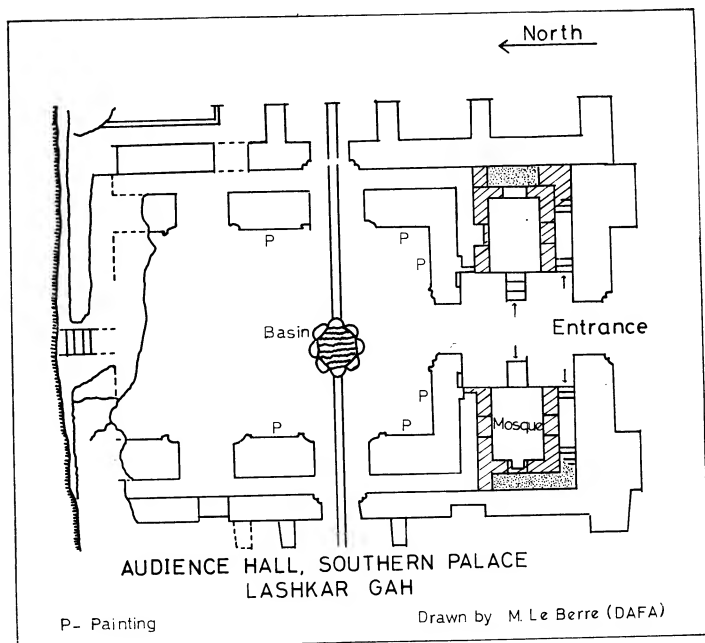 North
P
P
P
Basin
Entrance
P
P
P
Mosque
AUDIENCE HALL, SOUTHERN PALACE
LASHKAR GAH
P- Painting
Drawn by M. Le Berre (DAFA)